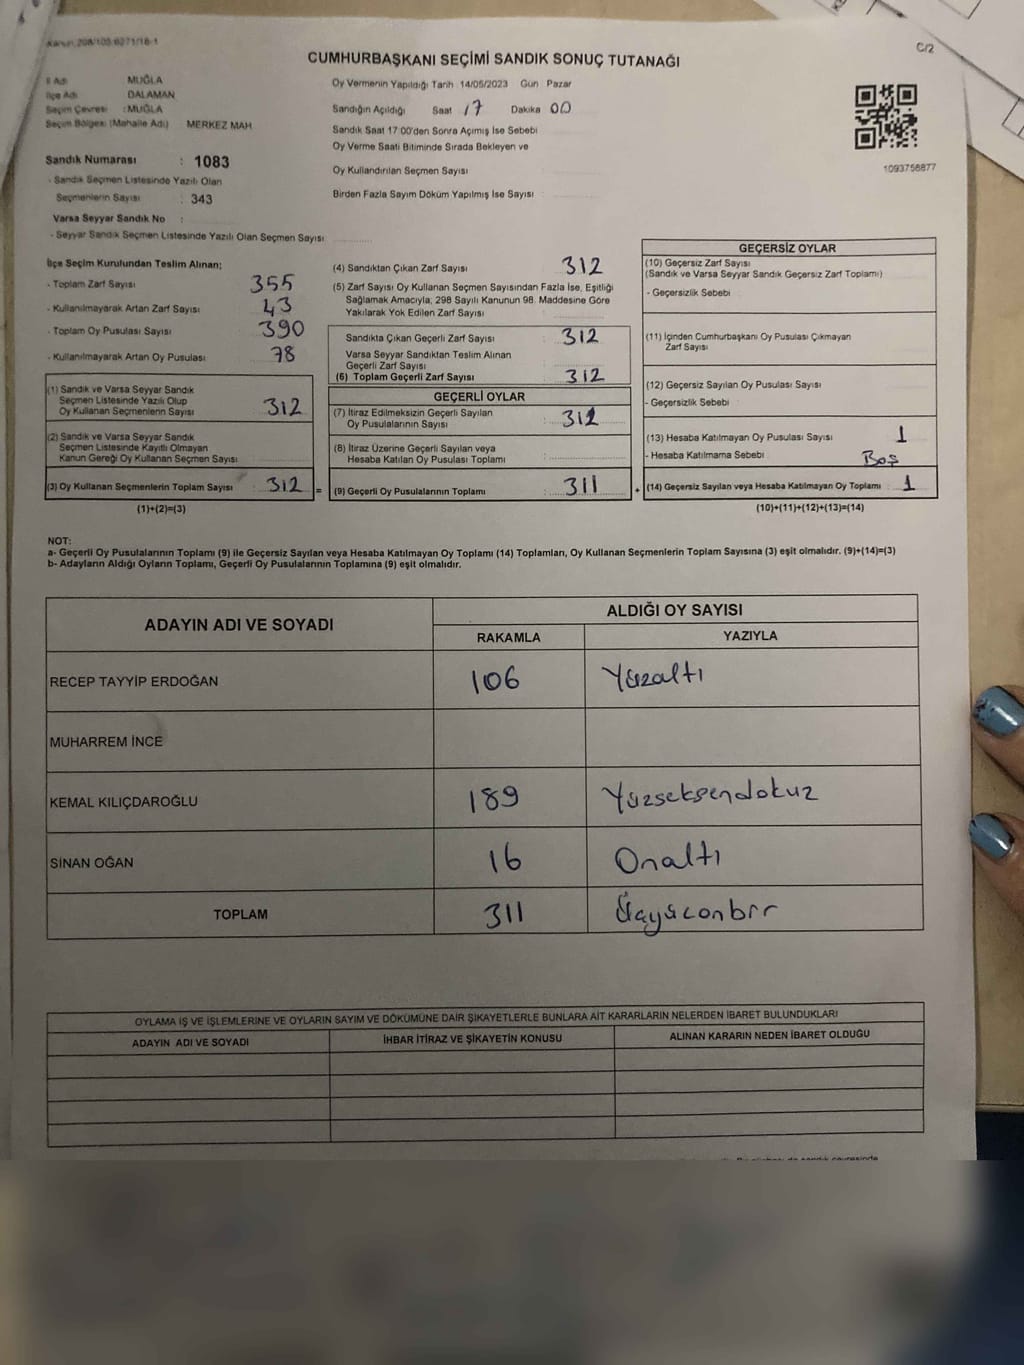 Kanun 298/105 6271/16-1
C/2
CUMHURBAŞKANI SEÇİMİ SANDIK SONUÇ TUTANAĞI
İl Adı MUĞLA
İlçe Adı DALAMAN
Seçim Çevresi : MUĞLA
Seçim Bölgesi (Mahalle Adı) MERKEZ MAH
Sandık Numarası : 1083
- Sandık Seçmen Listesinde Yazılı Olan
Seçmenlerin Sayısı : 343
Varsa Seyyar Sandık No :
- Seyyar Sandık Seçmen Listesinde Yazılı Olan Seçmen Sayısı
Oy Vermenin Yapıldığı Tarih 14/05/2023 Gün Pazar
Sandığın Açıldığı Saat 17 Dakika 00
Sandık Saat 17:00'den Sonra Açımış İse Sebebi
Oy Verme Saati Bitiminde Sırada Bekleyen ve
Oy Kullandırılan Seçmen Sayısı
Birden Fazla Sayım Döküm Yapılmış İse Sayısı
1093756877
İlçe Seçim Kurulundan Teslim Alınan;
- Toplam Zarf Sayısı 355
- Kullanılmayarak Artan Zarf Sayısı : 43
- Toplam Oy Pusulası Sayısı 390
- Kullanılmayarak Artan Oy Pusulası 78
(1) Sandık ve Varsa Seyyar Sandık
Seçmen Listesinde Yazılı Olup
Oy Kullanan Seçmenlerin Sayısı : 312
(2) Sandık ve Varsa Seyyar Sandık
Seçmen Listesinde Kayıtlı Olmayan
Kanun Gereği Oy Kullanan Seçmen Sayısı
(3) Oy Kullanan Seçmenlerin Toplam Sayısı : 312 =
(1)+(2)=(3)
(4) Sandıktan Çıkan Zarf Sayısı 312
(5) Zarf Sayısı Oy Kullanan Seçmen Sayısından Fazla İse, Eşitliği
Sağlamak Amacıyla; 298 Sayılı Kanunun 98. Maddesine Göre
Yakılarak Yok Edilen Zarf Sayısı
Sandıkta Çıkan Geçerli Zarf Sayısı : 312
Varsa Seyyar Sandıktan Teslim Alınan
Geçerli Zarf Sayısı
(6) Toplam Geçerli Zarf Sayısı : 312
GEÇERLİ OYLAR
(7) İtiraz Edilmeksizin Geçerli Sayılan
Oy Pusulalarının Sayısı : 312
(8) İtiraz Üzerine Geçerli Sayılan veya
Hesaba Katılan Oy Pusulası Toplamı
(9) Geçerli Oy Pusulalarının Toplamı : 311 +
GEÇERSİZ OYLAR
(10) Geçersiz Zarf Sayısı
(Sandık ve Varsa Seyyar Sandık Geçersiz Zarf Toplamı)
- Geçersizlik Sebebi
(11) İçinden Cumhurbaşkanı Oy Pusulası Çıkmayan
Zarf Sayısı
(12) Geçersiz Sayılan Oy Pusulası Sayısı
- Geçersizlik Sebebi
(13) Hesaba Katılmayan Oy Pusulası Sayısı 1
- Hesaba Katılmama Sebebi Boş
(14) Geçersiz Sayılan veya Hesaba Katılmayan Oy Toplamı : 1
(10)+(11)+(12)+(13)=(14)
NOT:
a- Geçerli Oy Pusulalarının Toplamı (9) ile Geçersiz Sayılan veya Hesaba Katılmayan Oy Toplamı (14) Toplamları, Oy Kullanan Seçmenlerin Toplam Sayısına (3) eşit olmalıdır. (9)+(14)=(3)
b- Adayların Aldığı Oyların Toplamı, Geçerli Oy Pusulalarının Toplamına (9) eşit olmalıdır.
ADAYIN ADI VE SOYADI
ALDIĞI OY SAYISI
RAKAMLA YAZIYLA
RECEP TAYYİP ERDOĞAN 106 Yüzaltı
MUHARREM İNCE
KEMAL KILIÇDAROĞLU 189 Yüzseksendokuz
SİNAN OĞAN 16 Onaltı
TOPLAM 311 Üçyüzonbir
OYLAMA İŞ VE İŞLEMLERİNE VE OYLARIN SAYIM VE DÖKÜMÜNE DAİR ŞİKAYETLERLE BUNLARA AİT KARARLARIN NELERDEN İBARET BULUNDUKLARI
ADAYIN ADI VE SOYADI İHBAR İTİRAZ VE ŞİKAYETİN KONUSU ALINAN KARARIN NEDEN İBARET OLDUĞU